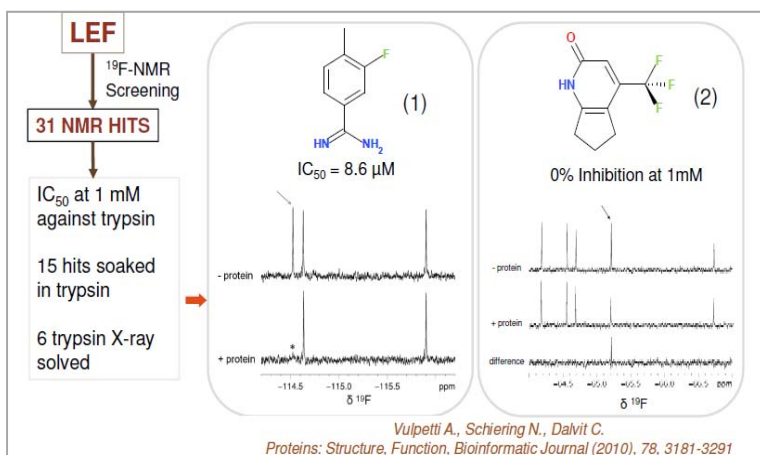 LEF
¹⁹F-NMR
Screening
31 NMR HITS
IC₅₀ at 1 mM
against trypsin
15 hits soaked
in trypsin
6 trypsin X-ray
solved
F
(1)
HN
NH₂
IC₅₀ = 8.6 µM
- protein
+ protein
*
-114.5 -115.0 -115.5 ppm
δ ¹⁹F
O
F
HN
F
F
(2)
0% Inhibition at 1mM
- protein
+ protein
difference
ppm
δ ¹⁹F
Vulpetti A., Schiering N., Dalvit C.
Proteins: Structure, Function, Bioinformatic Journal (2010), 78, 3181-3291